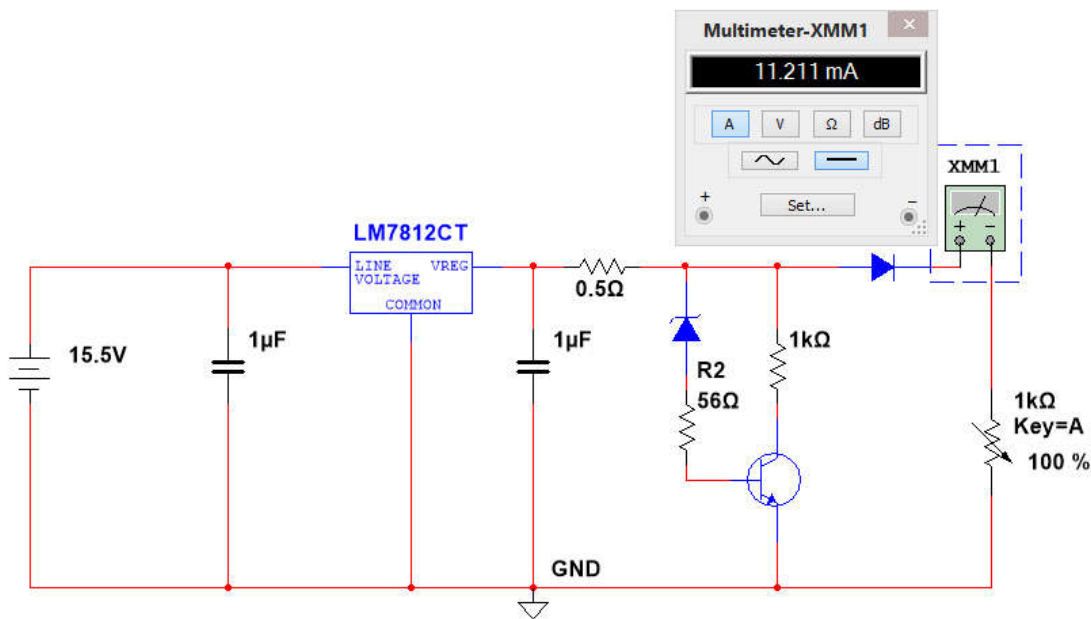 Multimeter-XMM1
×
11.211 mA
A V Ω dB
+ Set... −
XMM1
+ −
LM7812CT
LINE VREG
VOLTAGE
COMMON
0.5Ω
15.5V
1µF
1µF
1kΩ
R2
56Ω
1kΩ
Key=A
100 %
GND